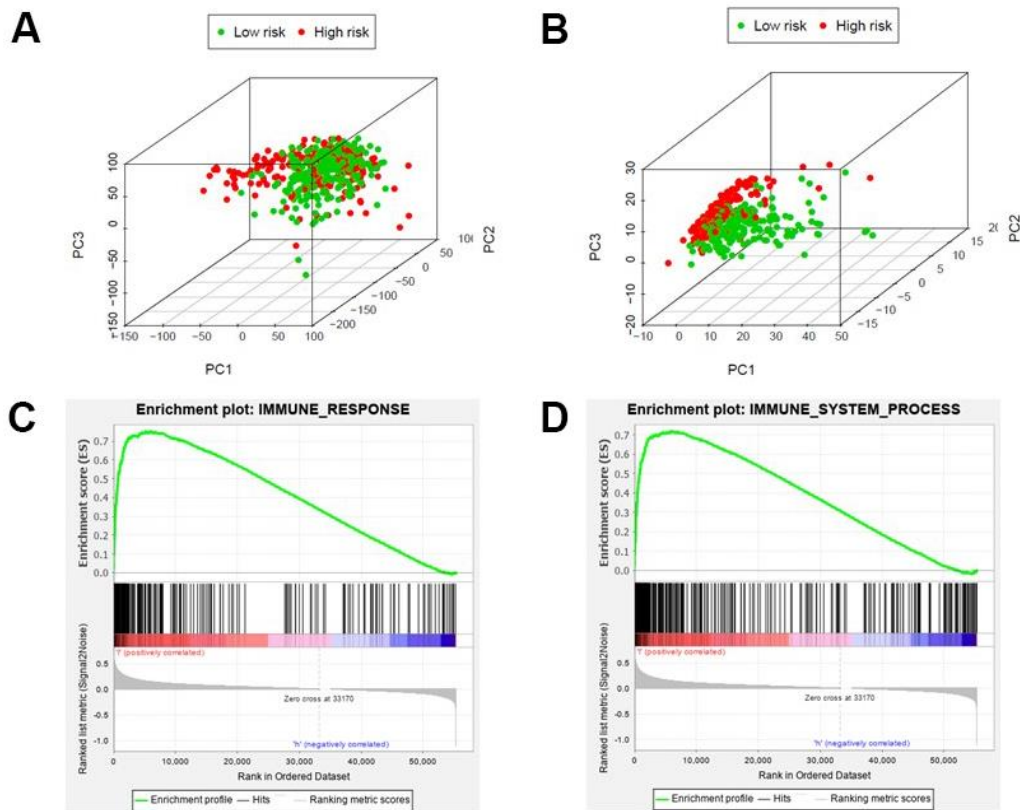 A
Low risk High risk
PC3
100
50
0
−50
−100
−150
−150 −100 −50 0 50 100
PC1
−200
−150
−100
−50
0
50
PC2
B
Low risk High risk
PC3
30
20
10
0
−10
−20
−10 0 10 20 30 40 50
PC1
−15
−10
−5
0
5
10
15
PC2
C
Enrichment plot: IMMUNE_RESPONSE
Enrichment score (ES)
0.7
0.6
0.5
0.4
0.3
0.2
0.1
0.0
Ranked list metric (Signal2Noise)
'l' (positively correlated)
0.5
0.0
-0.5
-1.0
Zero cross at 33170
'h' (negatively correlated)
0 10,000 20,000 30,000 40,000 50,000
Rank in Ordered Dataset
Enrichment profile Hits Ranking metric scores
D
Enrichment plot: IMMUNE_SYSTEM_PROCESS
Enrichment score (ES)
0.7
0.6
0.5
0.4
0.3
0.2
0.1
0.0
Ranked list metric (Signal2Noise)
'l' (positively correlated)
0.5
0.0
-0.5
-1.0
Zero cross at 33170
'h' (negatively correlated)
0 10,000 20,000 30,000 40,000 50,000
Rank in Ordered Dataset
Enrichment profile Hits Ranking metric scores